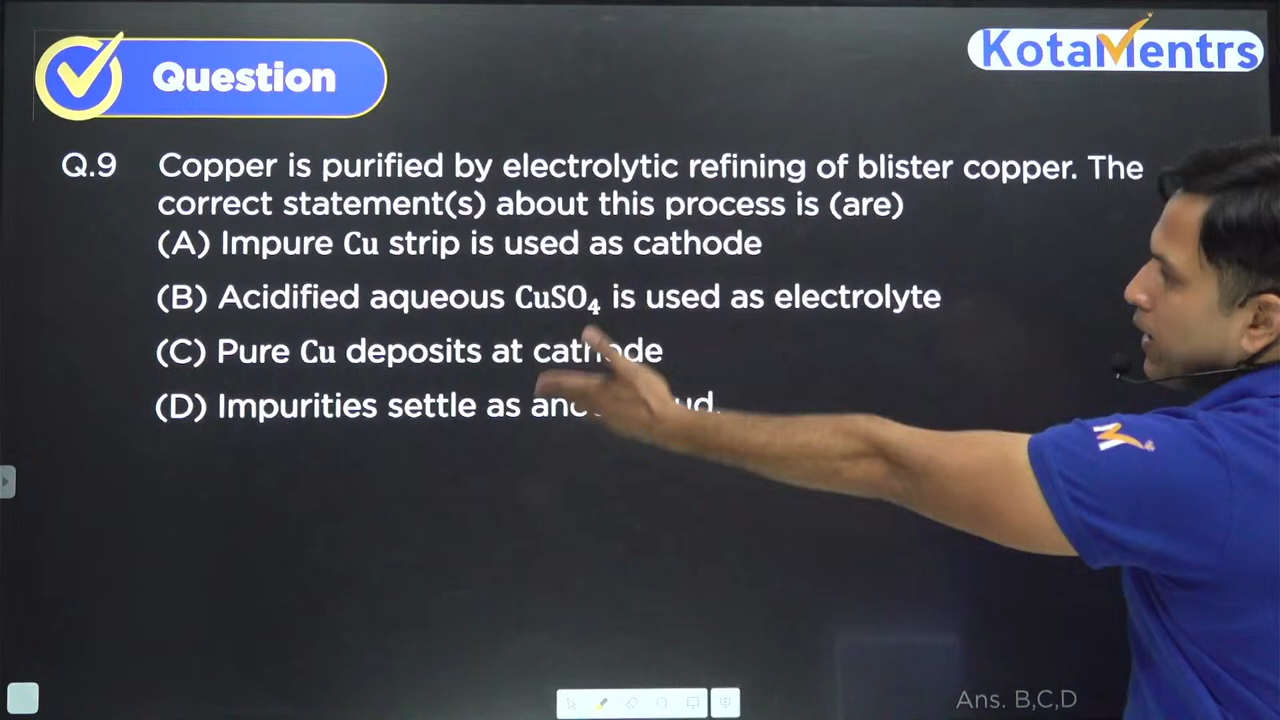 Question
KotaMentrs
Q.9 Copper is purified by electrolytic refining of blister copper. The
correct statement(s) about this process is (are)
(A) Impure Cu strip is used as cathode
(B) Acidified aqueous CuSO₄ is used as electrolyte
(C) Pure Cu deposits at cathode
(D) Impurities settle as
Ans. B,C,D